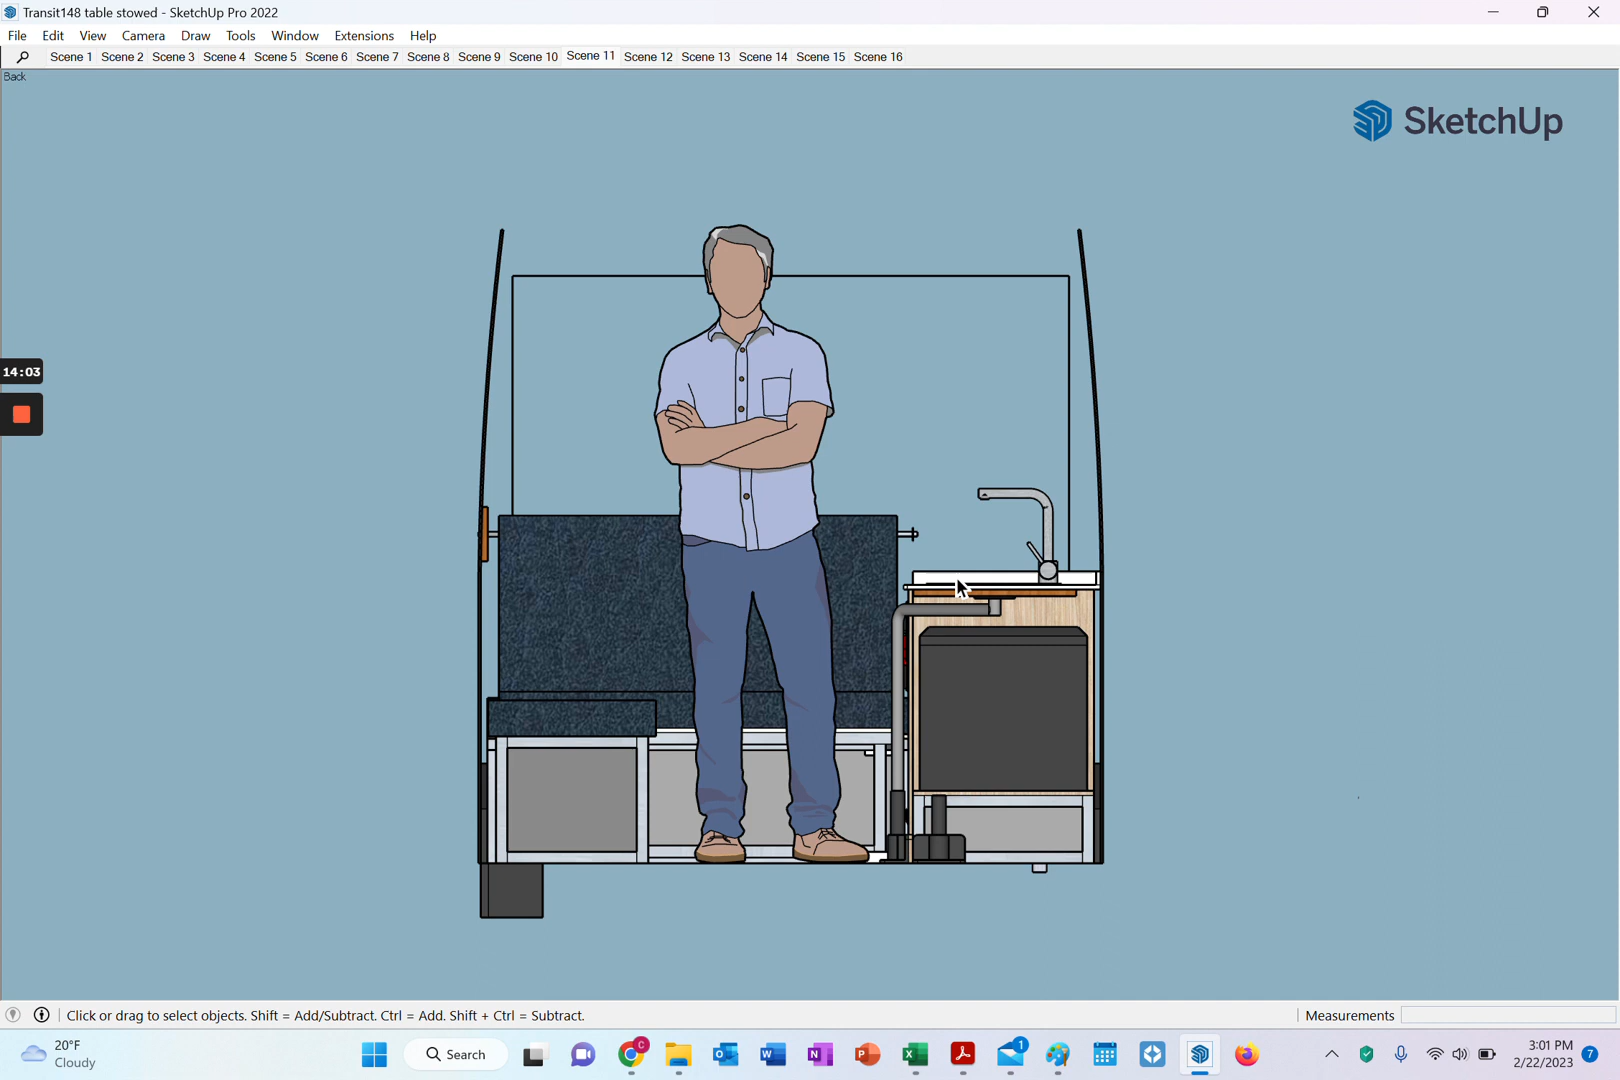 Transit148 table stowed - SketchUp Pro 2022
File Edit View Camera Draw Tools Window Extensions Help
Scene 1 Scene 2 Scene 3 Scene 4 Scene 5 Scene 6 Scene 7 Scene 8 Scene 9 Scene 10 Scene 11 Scene 12 Scene 13 Scene 14 Scene 15 Scene 16
Back
SketchUp
14:03
Click or drag to select objects. Shift = Add/Subtract. Ctrl = Add. Shift + Ctrl = Subtract.
Measurements
20°F
Cloudy
Search
C
1
3:01 PM
2/22/2023
7